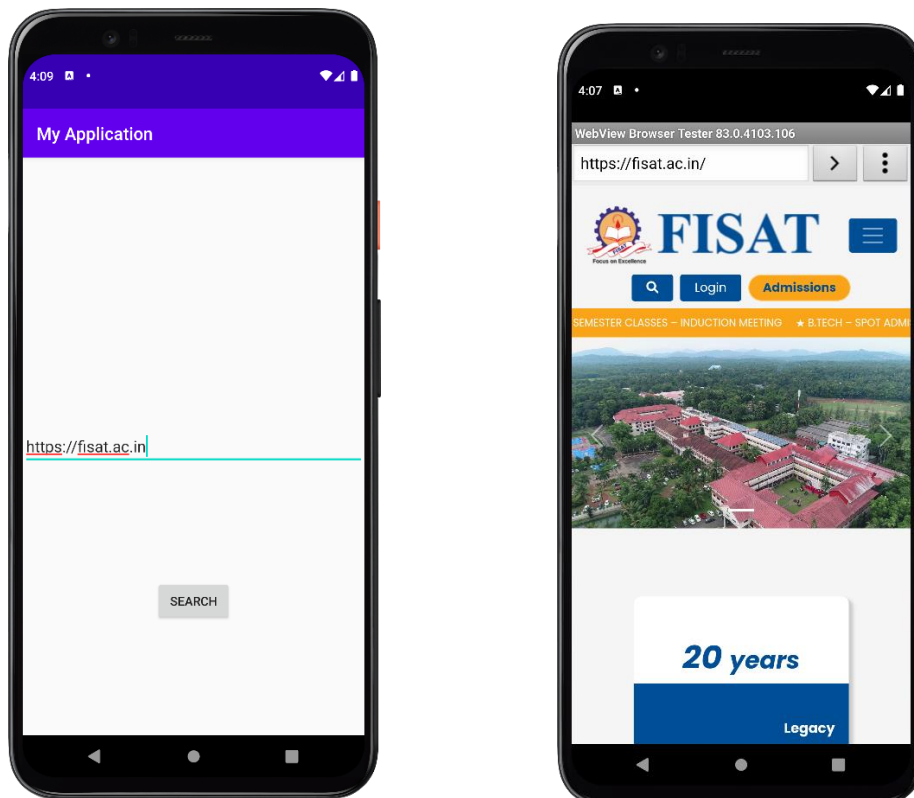 4:09
My Application
https://fisat.ac.in
SEARCH
4:07
WebView Browser Tester 83.0.4103.106
https://fisat.ac.in/
FISAT
FISAT
Focus on Excellence
Login
Admissions
SEMESTER CLASSES – INDUCTION MEETING ★ B.TECH – SPOT ADMI
20 years
Legacy